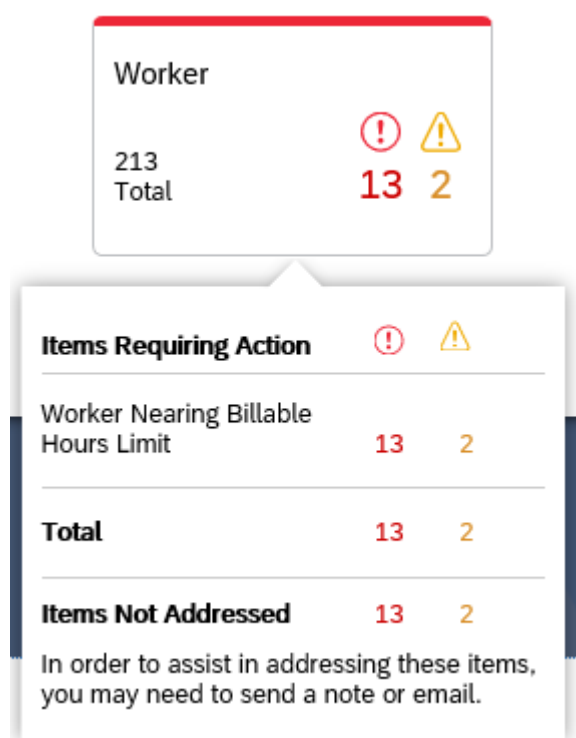 Worker
213
Total
13 2
Items Requiring Action
Worker Nearing Billable
Hours Limit 13 2
Total 13 2
Items Not Addressed 13 2
In order to assist in addressing these items,
you may need to send a note or email.